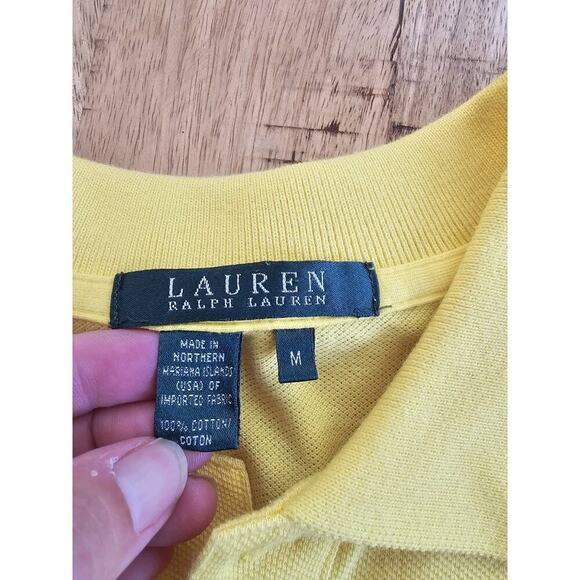 LAUREN
RALPH LAUREN
MADE IN
NORTHERN
MARIANA ISLANDS
(USA) OF
IMPORTED FABRIC
100% COTTON/
COTON
M